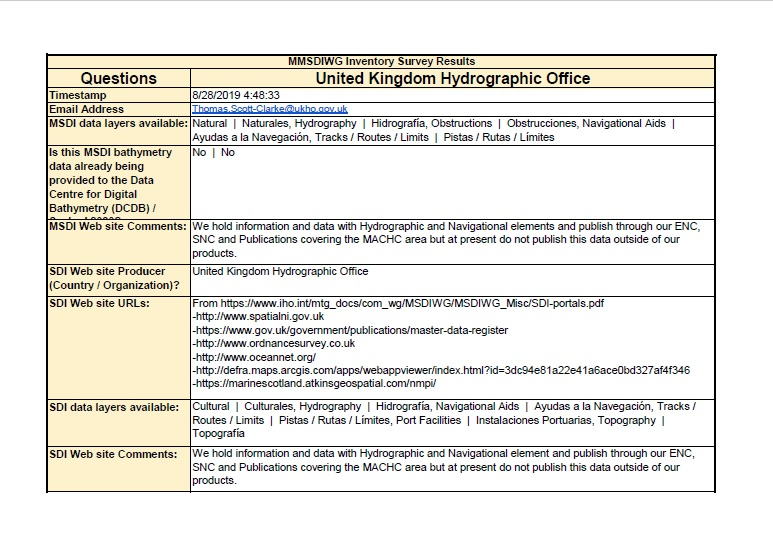 MMSDIWG Inventory Survey Results
Questions United Kingdom Hydrographic Office
Timestamp 8/28/2019 4:48:33
Email Address Thomas.Scott-Clarke@ukho.gov.uk
MSDI data layers available: Natural | Naturales, Hydrography | Hidrografía, Obstructions | Obstrucciones, Navigational Aids |
Ayudas a la Navegación, Tracks / Routes / Limits | Pistas / Rutas / Límites
Is this MSDI bathymetry No | No
data already being
provided to the Data
Centre for Digital
Bathymetry (DCDB) /
MSDI Web site Comments: We hold information and data with Hydrographic and Navigational elements and publish through our ENC,
SNC and Publications covering the MACHC area but at present do not publish this data outside of our
products.
SDI Web site Producer United Kingdom Hydrographic Office
(Country / Organization)?
SDI Web site URLs: From https://www.iho.int/mtg_docs/com_wg/MSDIWG/MSDIWG_Misc/SDI-portals.pdf
-http://www.spatialni.gov.uk
-https://www.gov.uk/government/publications/master-data-register
-http://www.ordnancesurvey.co.uk
-http://www.oceannet.org/
-http://defra.maps.arcgis.com/apps/webappviewer/index.html?id=3dc94e81a22e41a6ace0bd327af4f346
-https://marinescotland.atkinsgeospatial.com/nmpi/
SDI data layers available: Cultural | Culturales, Hydrography | Hidrografía, Navigational Aids | Ayudas a la Navegación, Tracks /
Routes / Limits | Pistas / Rutas / Límites, Port Facilities | Instalaciones Portuarias, Topography |
Topografía
SDI Web site Comments: We hold information and data with Hydrographic and Navigational element and publish through our ENC,
SNC and Publications covering the MACHC area but at present do not publish this data outside of our
products.